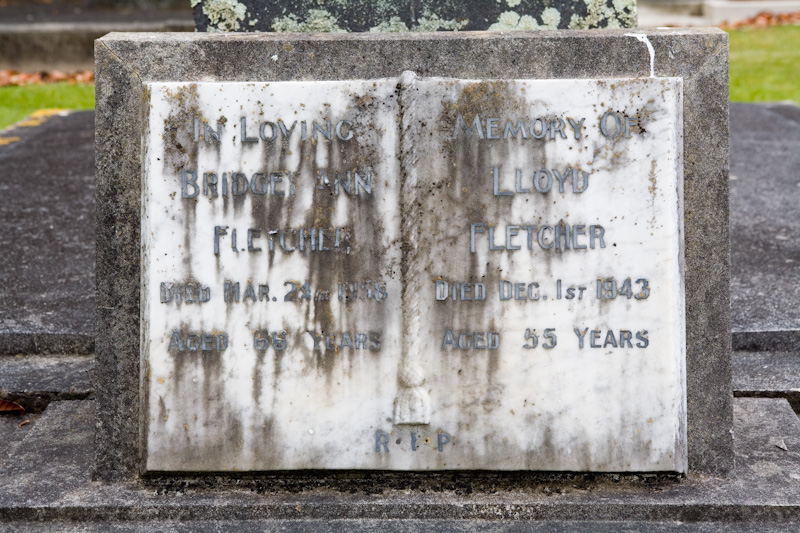 In Loving
Bridget Ann
Fletcher
Died Mar.
Aged 66 Years
Memory Of
Lloyd
Fletcher
Died Dec. 1st 1943
Aged 55 Years
R.I.P